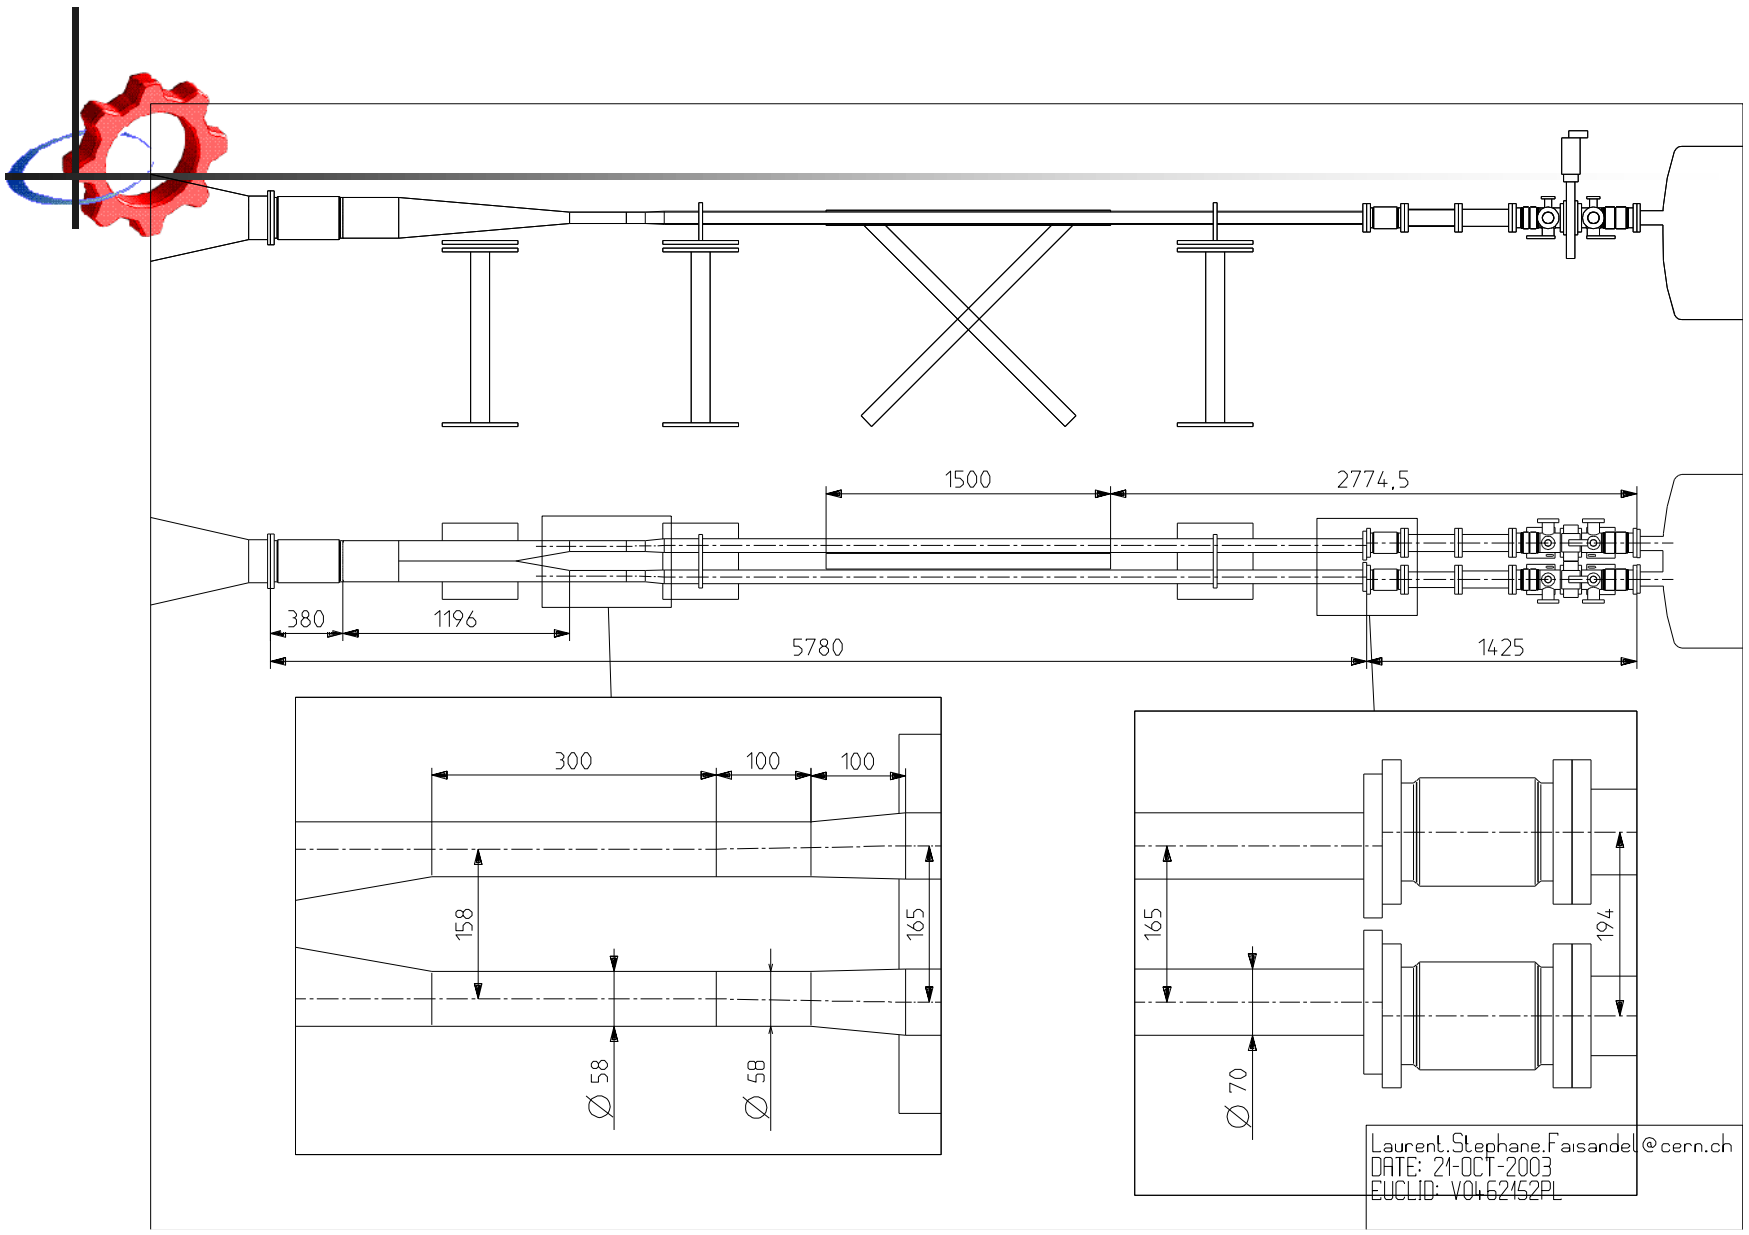 1500
2774,5
380
1196
5780
1425
300
100
100
158
165
Ø 58
Ø 58
165
194
Ø 70
Laurent.Stephane.Faisandel@cern.ch
DATE: 21-OCT-2003
EUCLID: V0462152PL